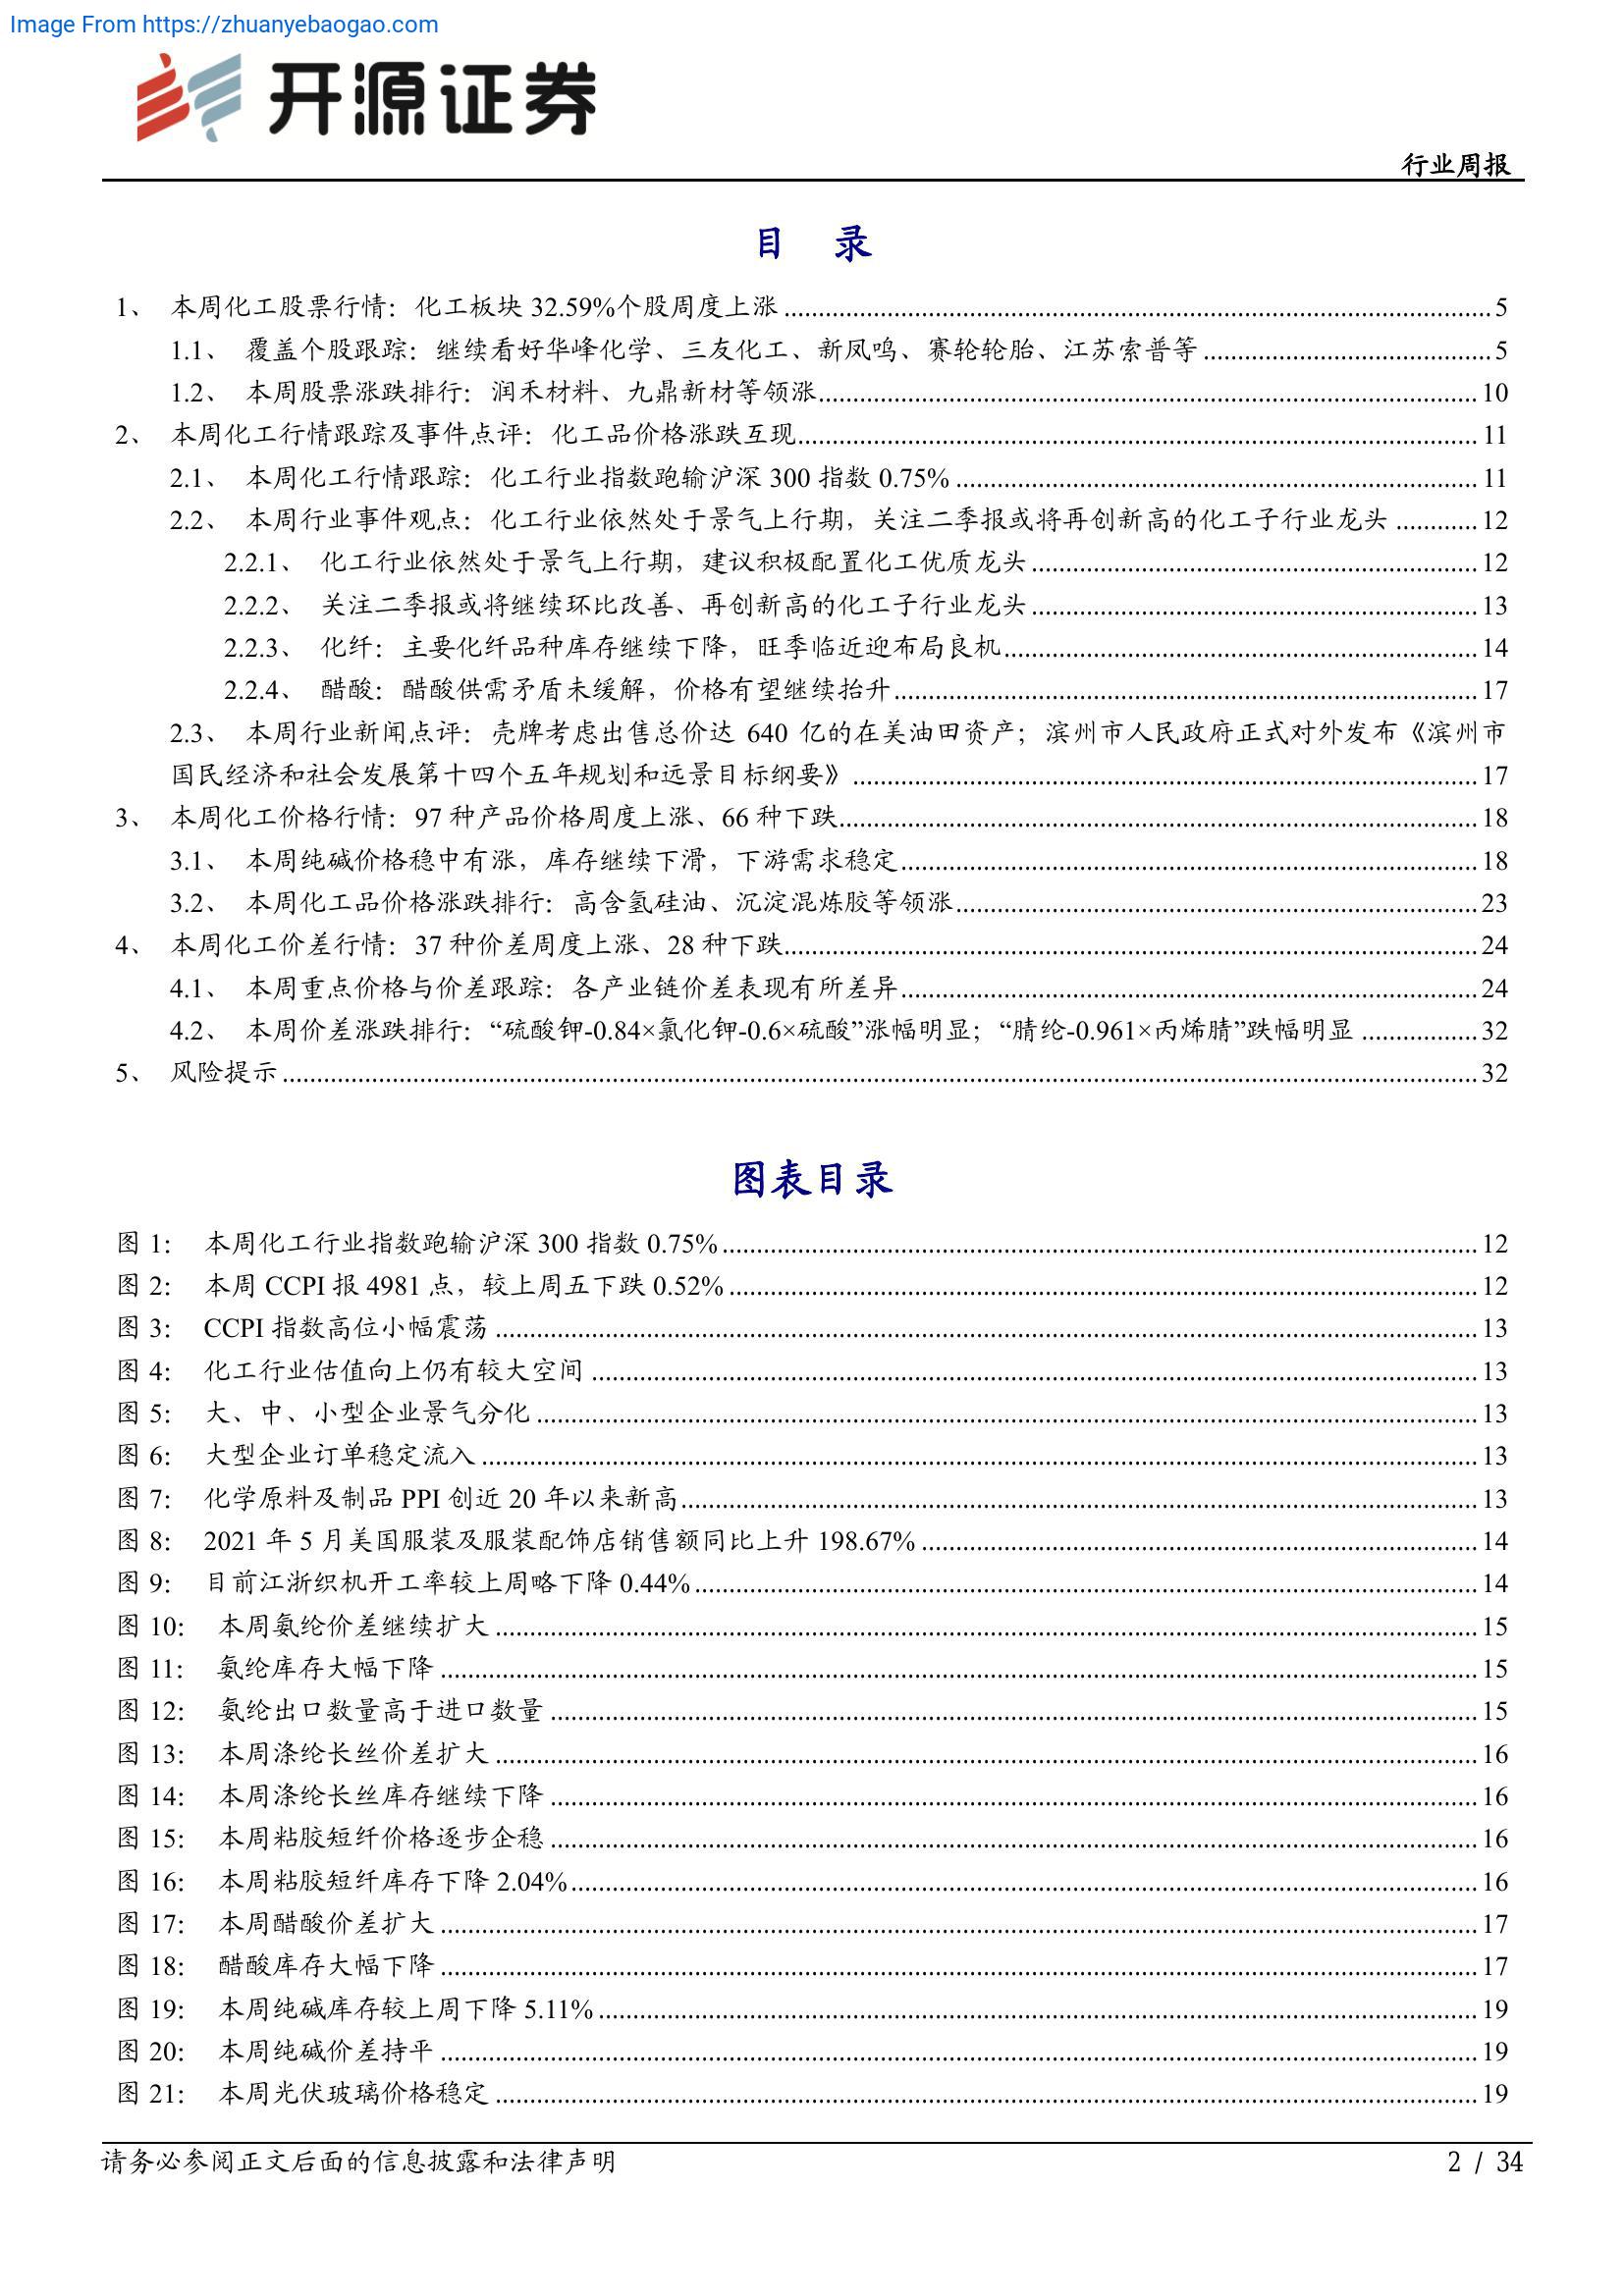 Image From https://zhuanyebaogao.com
开源证券
行业周报
目 录
1、 本周化工股票行情：化工板块 32.59%个股周度上涨 ........ 5
1.1、 覆盖个股跟踪：继续看好华峰化学、三友化工、新凤鸣、赛轮轮胎、江苏索普等 ........ 5
1.2、 本周股票涨跌排行：润禾材料、九鼎新材等领涨 ........ 10
2、 本周化工行情跟踪及事件点评：化工品价格涨跌互现 ........ 11
2.1、 本周化工行情跟踪：化工行业指数跑输沪深 300 指数 0.75% ........ 11
2.2、 本周行业事件观点：化工行业依然处于景气上行期，关注二季报或将再创新高的化工子行业龙头 ........ 12
2.2.1、 化工行业依然处于景气上行期，建议积极配置化工优质龙头 ........ 12
2.2.2、 关注二季报或将继续环比改善、再创新高的化工子行业龙头 ........ 13
2.2.3、 化纤：主要化纤品种库存继续下降，旺季临近迎布局良机 ........ 14
2.2.4、 醋酸：醋酸供需矛盾未缓解，价格有望继续抬升 ........ 17
2.3、 本周行业新闻点评：壳牌考虑出售总价达 640 亿的在美油田资产；滨州市人民政府正式对外发布《滨州市
国民经济和社会发展第十四个五年规划和远景目标纲要》 ........ 17
3、 本周化工价格行情：97 种产品价格周度上涨、66 种下跌 ........ 18
3.1、 本周纯碱价格稳中有涨，库存继续下滑，下游需求稳定 ........ 18
3.2、 本周化工品价格涨跌排行：高含氢硅油、沉淀混炼胶等领涨 ........ 23
4、 本周化工价差行情：37 种价差周度上涨、28 种下跌 ........ 24
4.1、 本周重点价格与价差跟踪：各产业链价差表现有所差异 ........ 24
4.2、 本周价差涨跌排行：“硫酸钾-0.84×氯化钾-0.6×硫酸”涨幅明显；“腈纶-0.961×丙烯腈”跌幅明显 ........ 32
5、 风险提示 ........ 32
图表目录
图 1： 本周化工行业指数跑输沪深 300 指数 0.75% ........ 12
图 2： 本周 CCPI 报 4981 点，较上周五下跌 0.52% ........ 12
图 3： CCPI 指数高位小幅震荡 ........ 13
图 4： 化工行业估值向上仍有较大空间 ........ 13
图 5： 大、中、小型企业景气分化 ........ 13
图 6： 大型企业订单稳定流入 ........ 13
图 7： 化学原料及制品 PPI 创近 20 年以来新高 ........ 13
图 8： 2021 年 5 月美国服装及服装配饰店销售额同比上升 198.67% ........ 14
图 9： 目前江浙织机开工率较上周略下降 0.44% ........ 14
图 10： 本周氨纶价差继续扩大 ........ 15
图 11： 氨纶库存大幅下降 ........ 15
图 12： 氨纶出口数量高于进口数量 ........ 15
图 13： 本周涤纶长丝价差扩大 ........ 16
图 14： 本周涤纶长丝库存继续下降 ........ 16
图 15： 本周粘胶短纤价格逐步企稳 ........ 16
图 16： 本周粘胶短纤库存下降 2.04% ........ 16
图 17： 本周醋酸价差扩大 ........ 17
图 18： 醋酸库存大幅下降 ........ 17
图 19： 本周纯碱库存较上周下降 5.11% ........ 19
图 20： 本周纯碱价差持平 ........ 19
图 21： 本周光伏玻璃价格稳定 ........ 19
请务必参阅正文后面的信息披露和法律声明
2 / 34